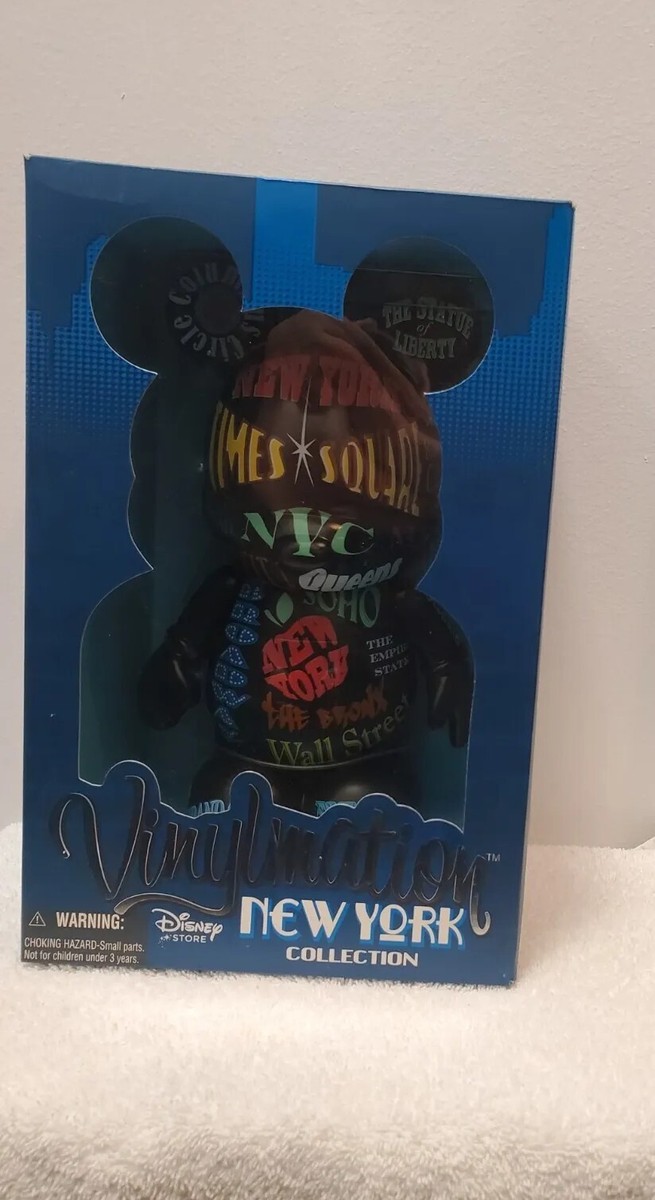 Columbus Circle
THE STATUE
of
LIBERTY
NEW YORK
TIMES SQUARE
NYC
Queens
SOHO
BROADWAY
NEW
YORK
THE
EMPIRE
STATE
THE BRONX
Wall Street
Vinylmation™
WARNING:
CHOKING HAZARD-Small parts.
Not for children under 3 years.
Disney
STORE
NEW YORK
COLLECTION